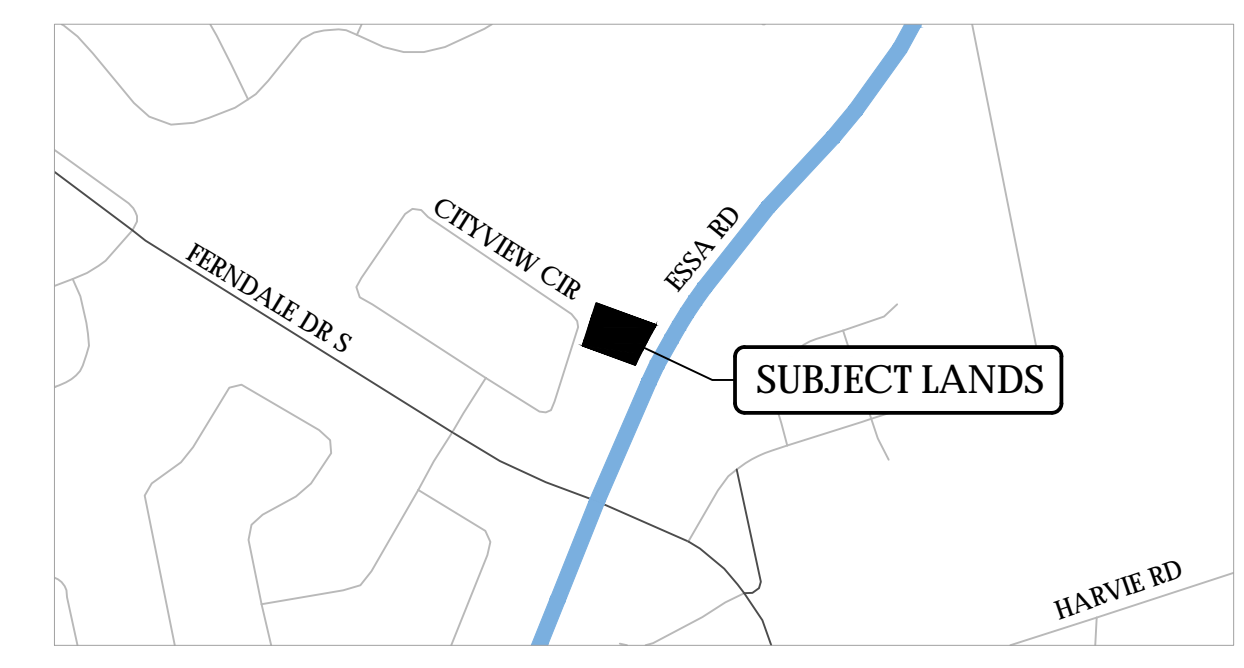 CITYVIEW CIR
ESSA RD
FERNDALE DR S
SUBJECT LANDS
HARVIE RD